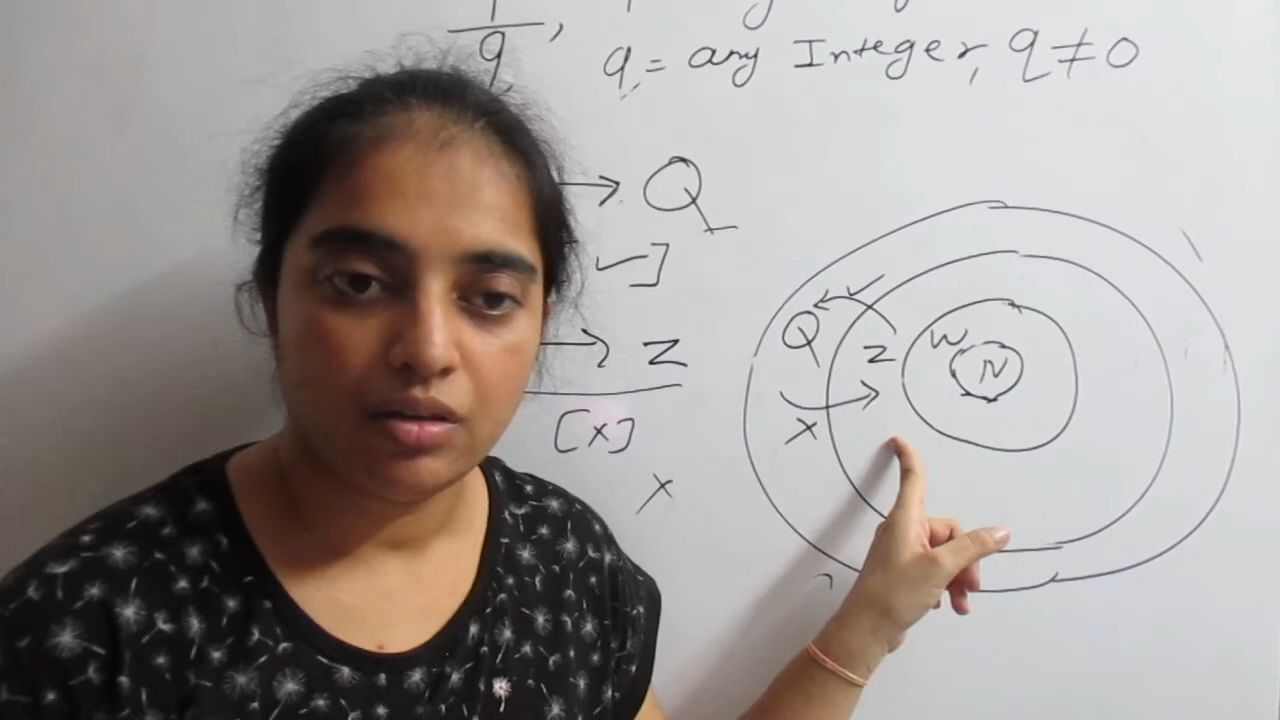 q,
q = any Integer, q ≠ 0
→ Q
✓]
→ Z
[x]
x
Q Z W N
x